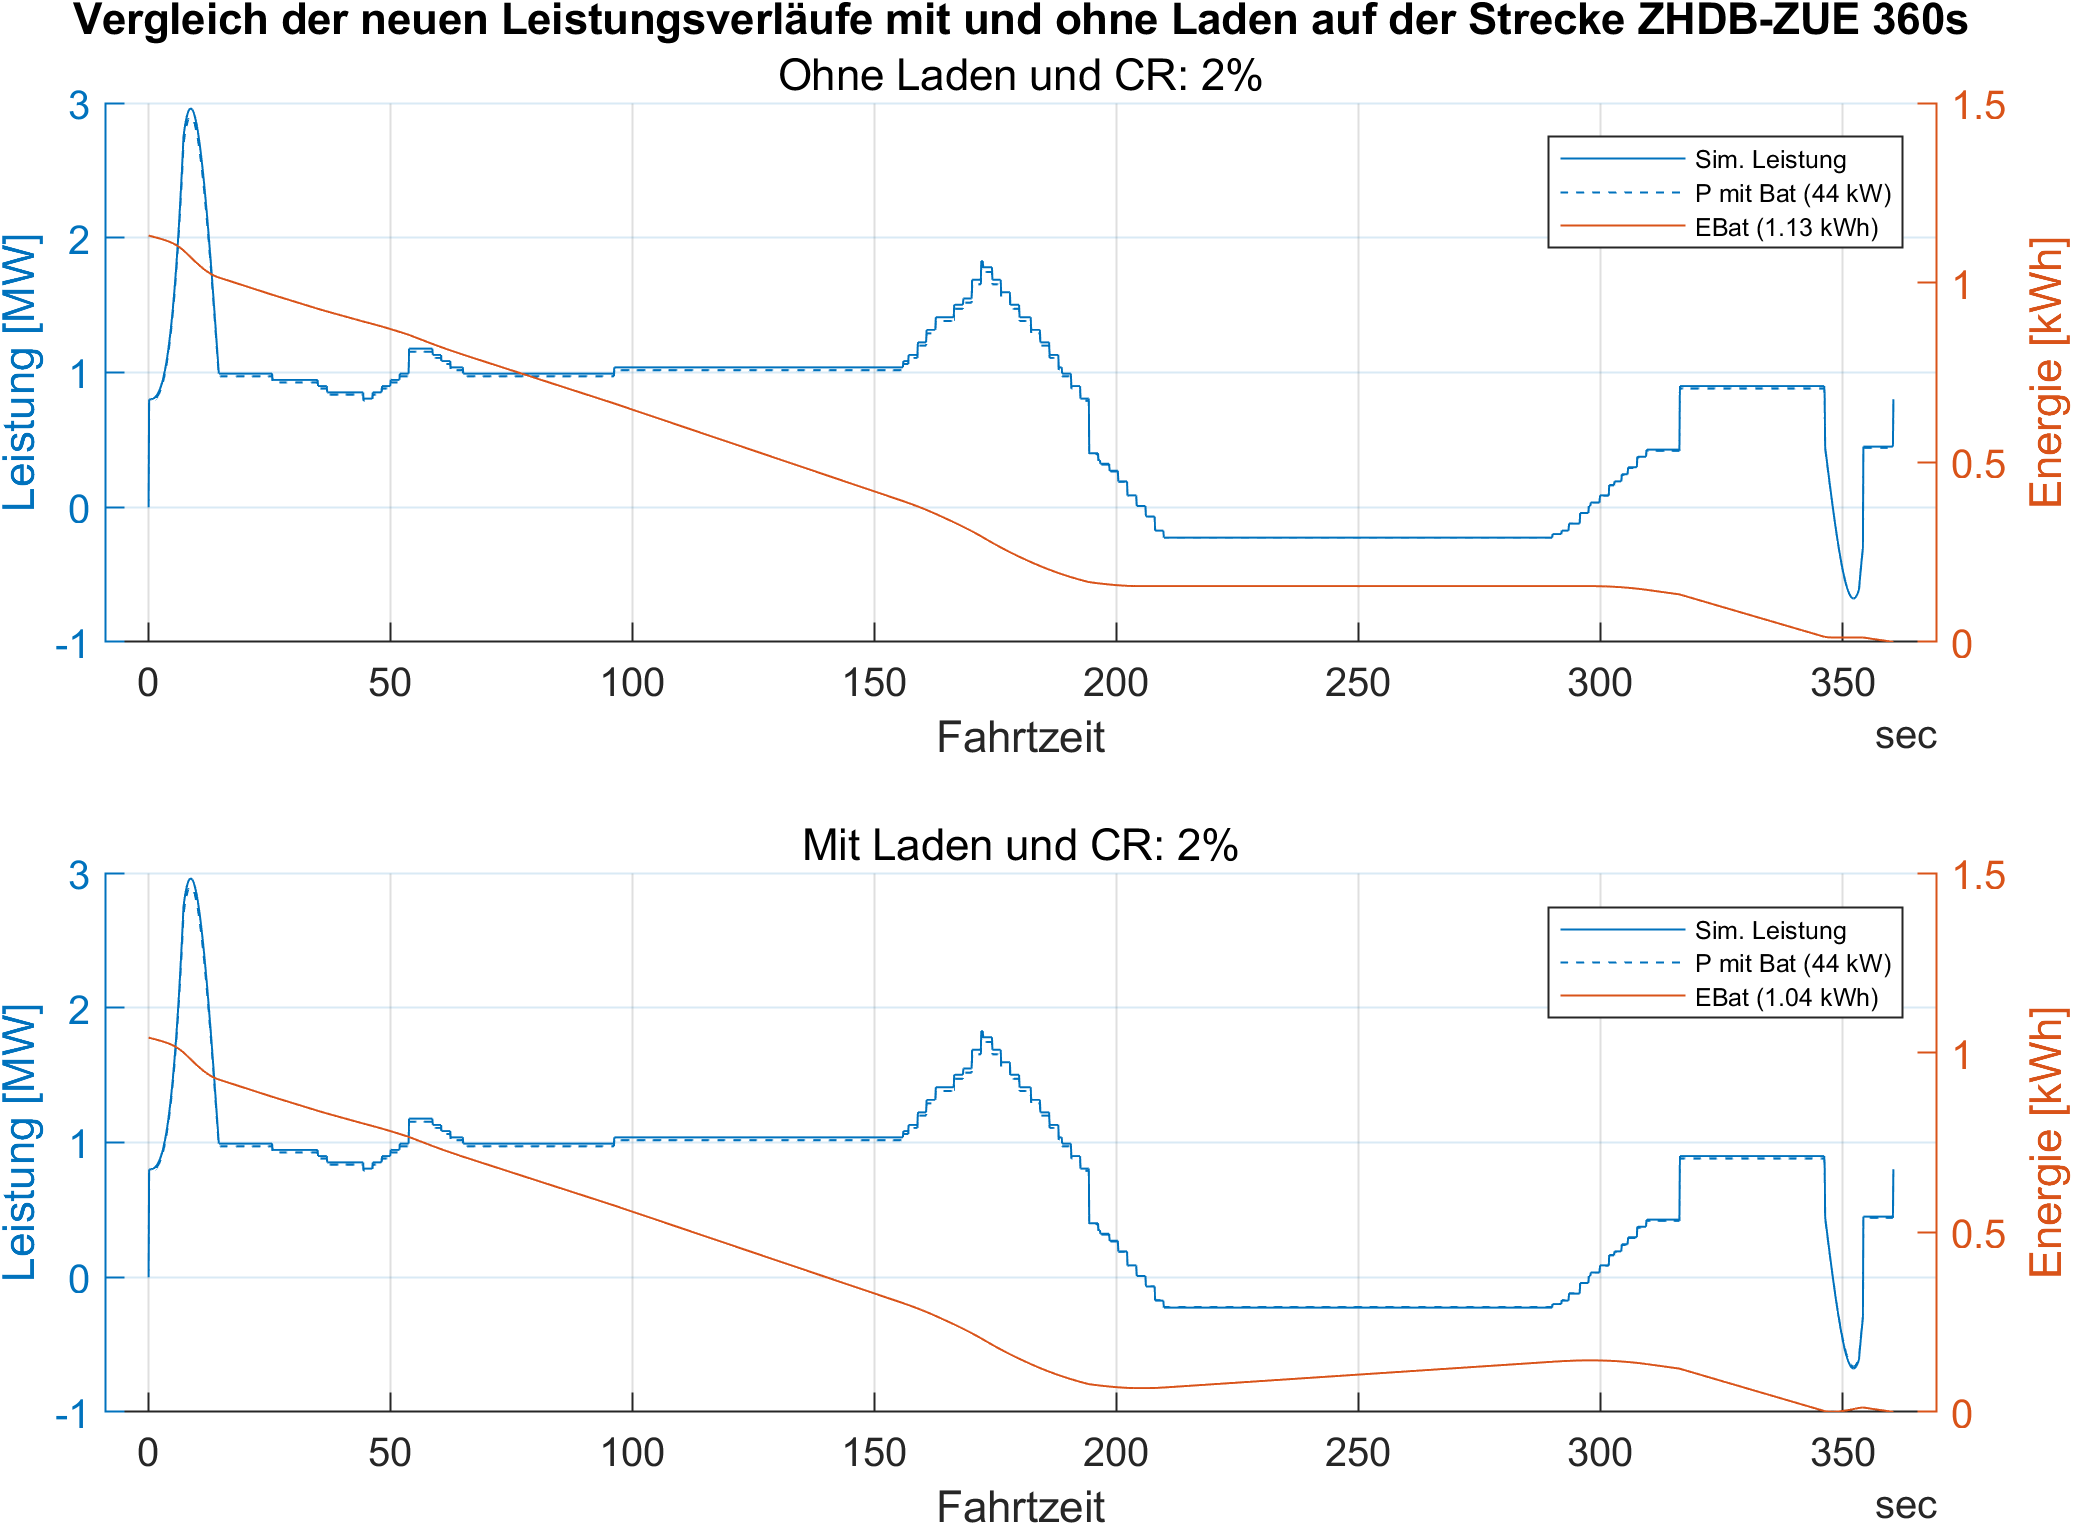 Vergleich der neuen Leistungsverläufe mit und ohne Laden auf der Strecke ZHDB-ZUE 360s
Ohne Laden und CR: 2%
Leistung [MW]
3
2
1
0
-1
1.5
1
0.5
0
Energie [kWh]
Sim. Leistung
P mit Bat (44 kW)
EBat (1.13 kWh)
0 50 100 150 200 250 300 350
Fahrtzeit
sec
Mit Laden und CR: 2%
Leistung [MW]
3
2
1
0
-1
1.5
1
0.5
0
Energie [kWh]
Sim. Leistung
P mit Bat (44 kW)
EBat (1.04 kWh)
0 50 100 150 200 250 300 350
Fahrtzeit
sec